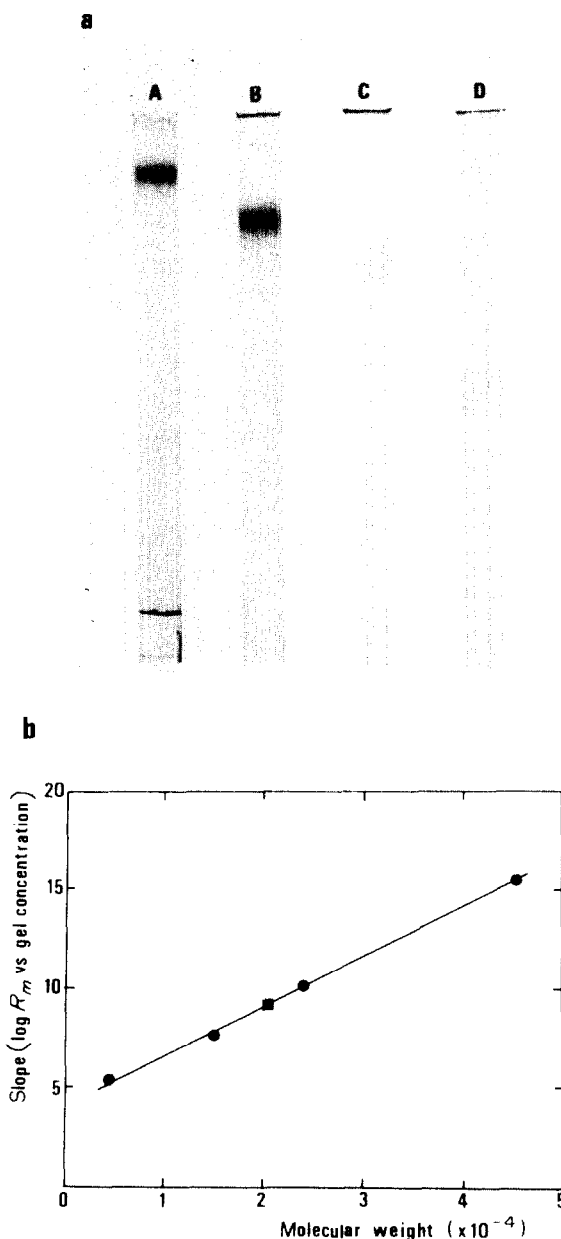 a
A B C D
b
Slope (log Rm vs gel concentration)
20
15
10
5
0 1 2 3 4 5
Molecular weight (x10⁻⁴)